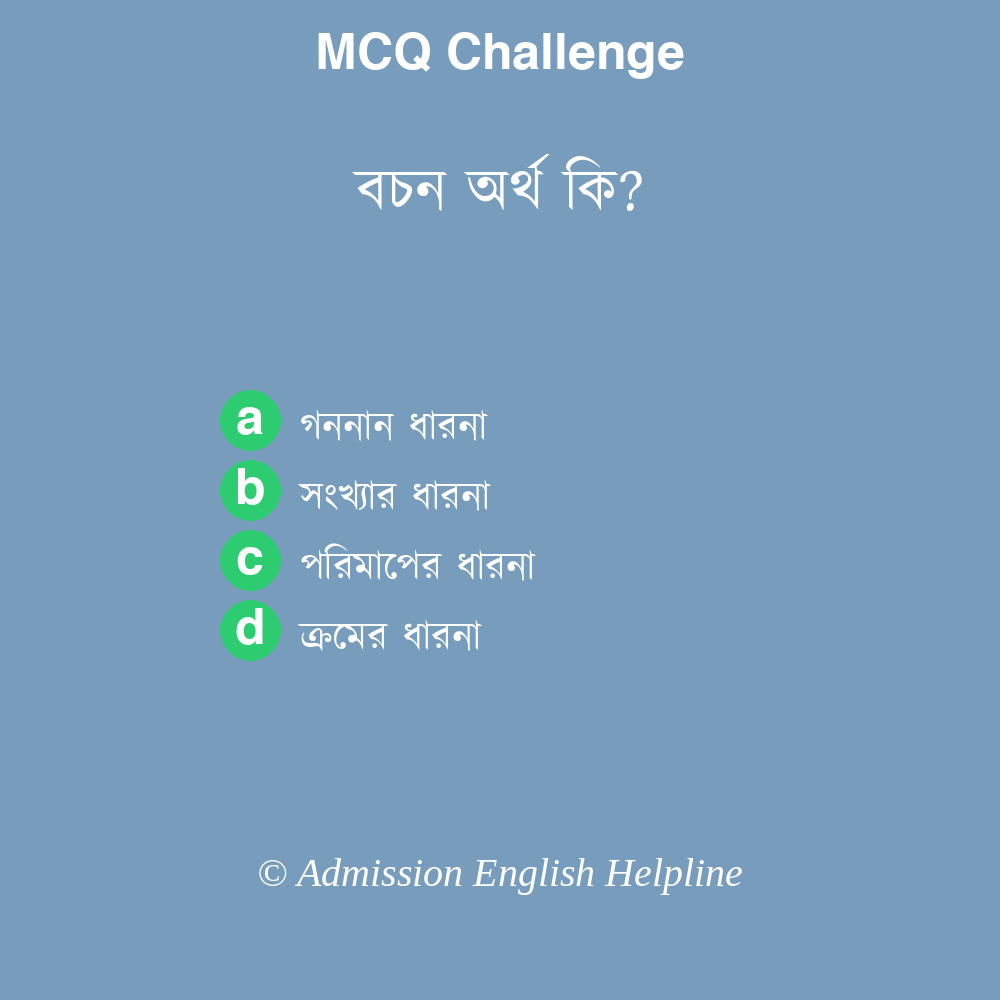 MCQ Challenge
বচন অর্থ কি?
a গননান ধারনা
b সংখ্যার ধারনা
c পরিমাপের ধারনা
d ক্রমের ধারনা
© Admission English Helpline